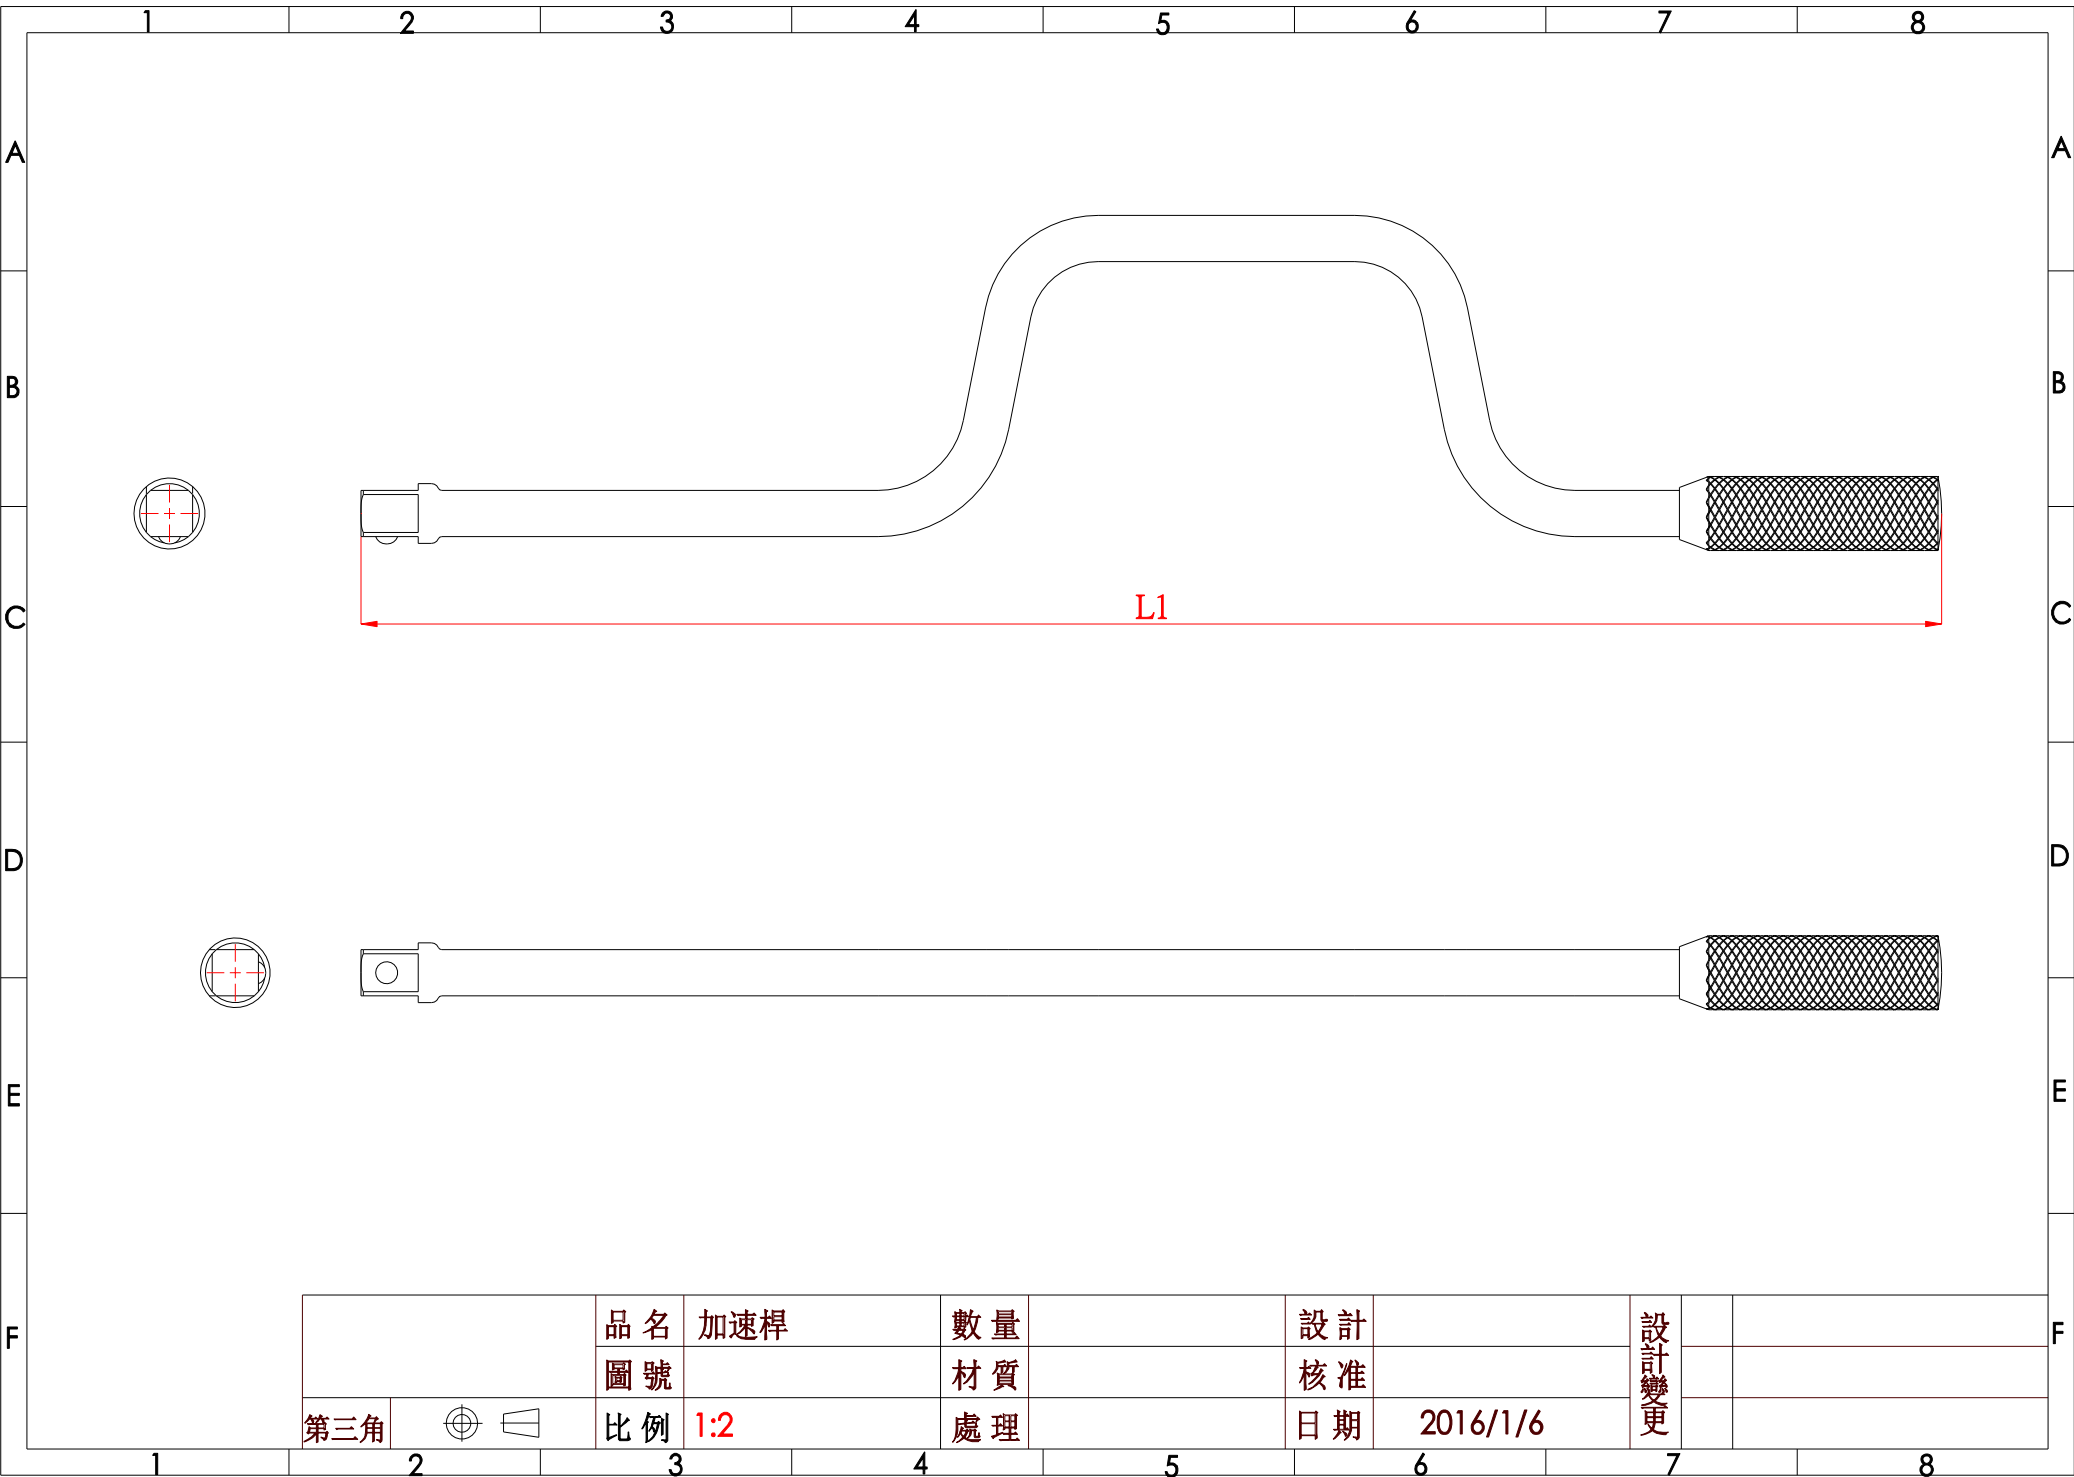 1 2 3 4 5 6 7 8
A A
B B
C C
L1
D D
E E
F F
品名 加速桿 數量 設計 設計變更
圖號 材質 核准
第三角 比例 1:2 處理 日期 2016/1/6
1 2 3 4 5 6 7 8